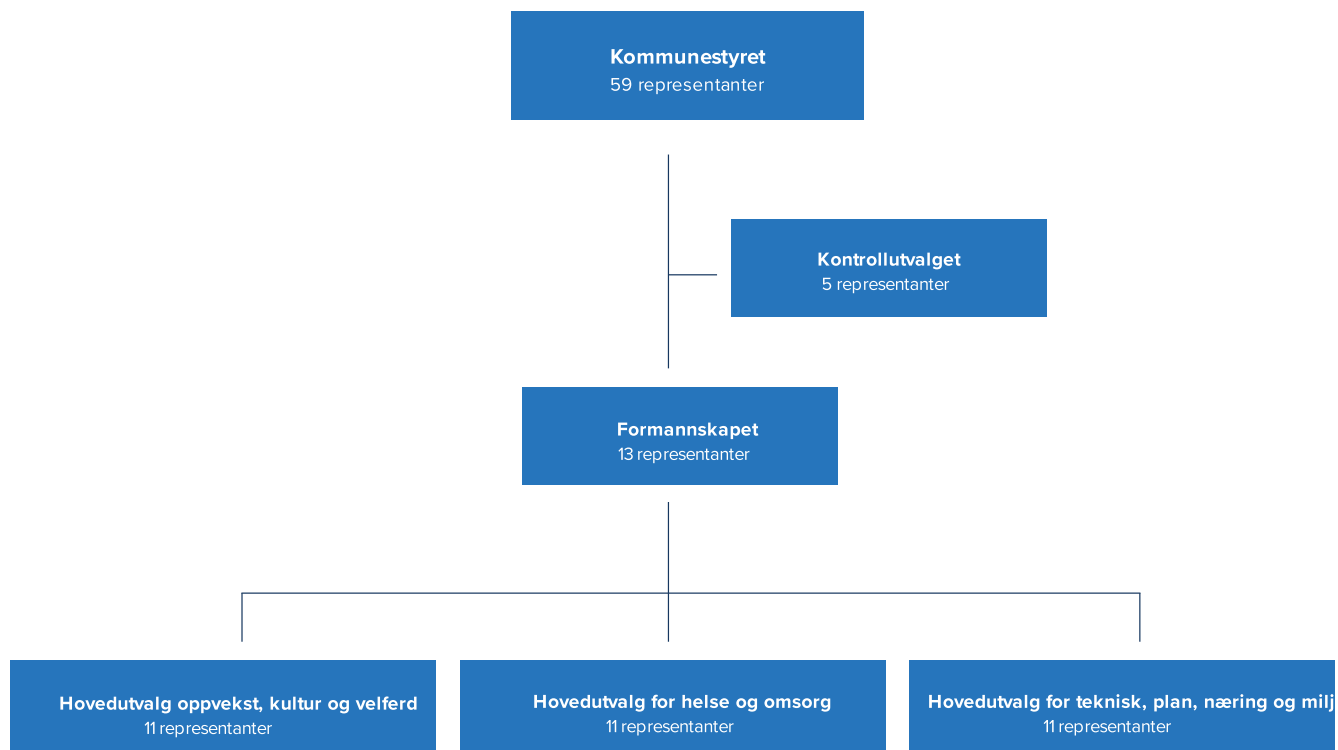 Kommunestyret
59 representanter
Kontrollutvalget
5 representanter
Formannskapet
13 representanter
Hovedutvalg oppvekst, kultur og velferd
11 representanter
Hovedutvalg for helse og omsorg
11 representanter
Hovedutvalg for teknisk, plan, næring og milj
11 representanter